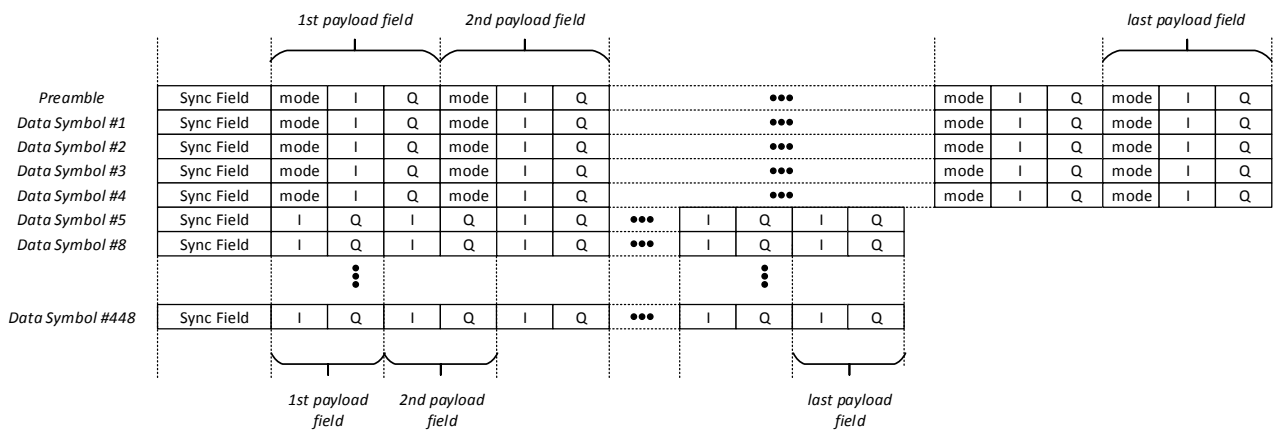 1st payload field 2nd payload field last payload field
Preamble Sync Field mode I Q mode I Q ••• mode I Q mode I Q
Data Symbol #1 Sync Field mode I Q mode I Q ••• mode I Q mode I Q
Data Symbol #2 Sync Field mode I Q mode I Q ••• mode I Q mode I Q
Data Symbol #3 Sync Field mode I Q mode I Q ••• mode I Q mode I Q
Data Symbol #4 Sync Field mode I Q mode I Q ••• mode I Q mode I Q
Data Symbol #5 Sync Field I Q I Q I Q ••• I Q I Q
Data Symbol #8 Sync Field I Q I Q I Q ••• I Q I Q
Data Symbol #448 Sync Field I Q I Q I Q ••• I Q I Q
1st payload field
2nd payload field
last payload field